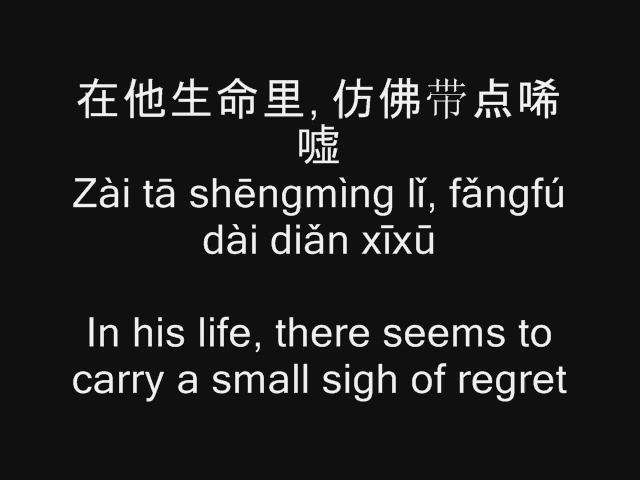 在他生命里, 仿佛带点唏
嘘
Zài tā shēngmìng lǐ, fǎngfú
dài diǎn xīxū
In his life, there seems to
carry a small sigh of regret